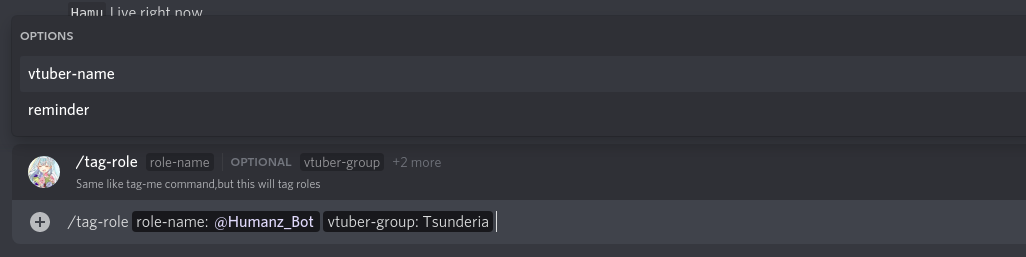 Hamu Live right now
OPTIONS
vtuber-name
reminder
/tag-role role-name OPTIONAL vtuber-group +2 more
Same like tag-me command,but this will tag roles
/tag-role role-name: @Humanz_Bot vtuber-group: Tsunderia